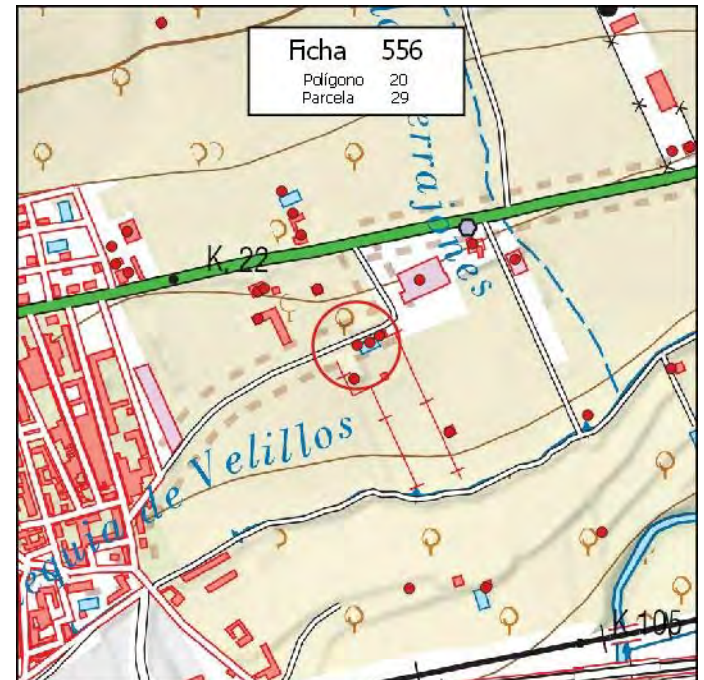 Ficha 556
Polígono 20
Parcela 29
errajones
K. 22
equia de Velillos
K 105